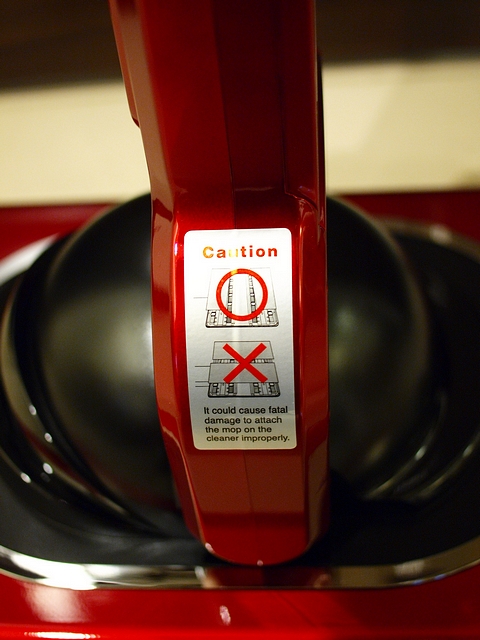 Caution
It could cause fatal
damage to attach
the mop on the
cleaner improperly.